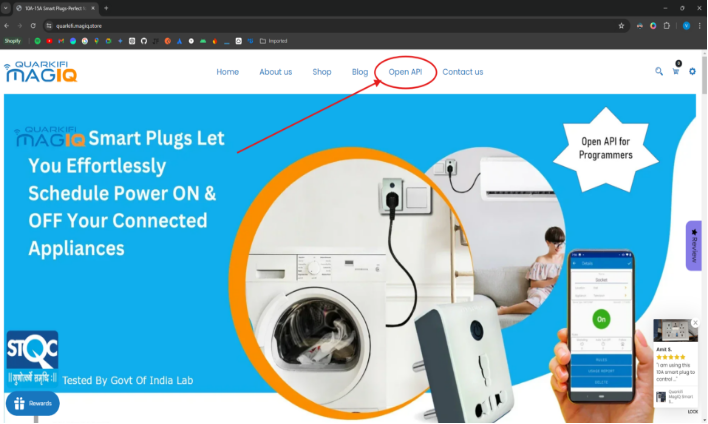 10A-15A Smart Plugs-Perfect
quarkifi.magiq.store
Shopify
Imported
QUARKIFI
MAGIQ
Home About us Shop Blog Open API Contact us
0
QUARKIFI
MAGIQ Smart Plugs Let
You Effortlessly
Schedule Power ON &
OFF Your Connected
Appliances
Open API for
Programmers
Review
Details
On
DELETE
STQC
Tested By Govt Of India Lab
Rewards
Amit S.
"I am using this
10A smart plug to
control ..."
Quarkifi
MagIQ Smart